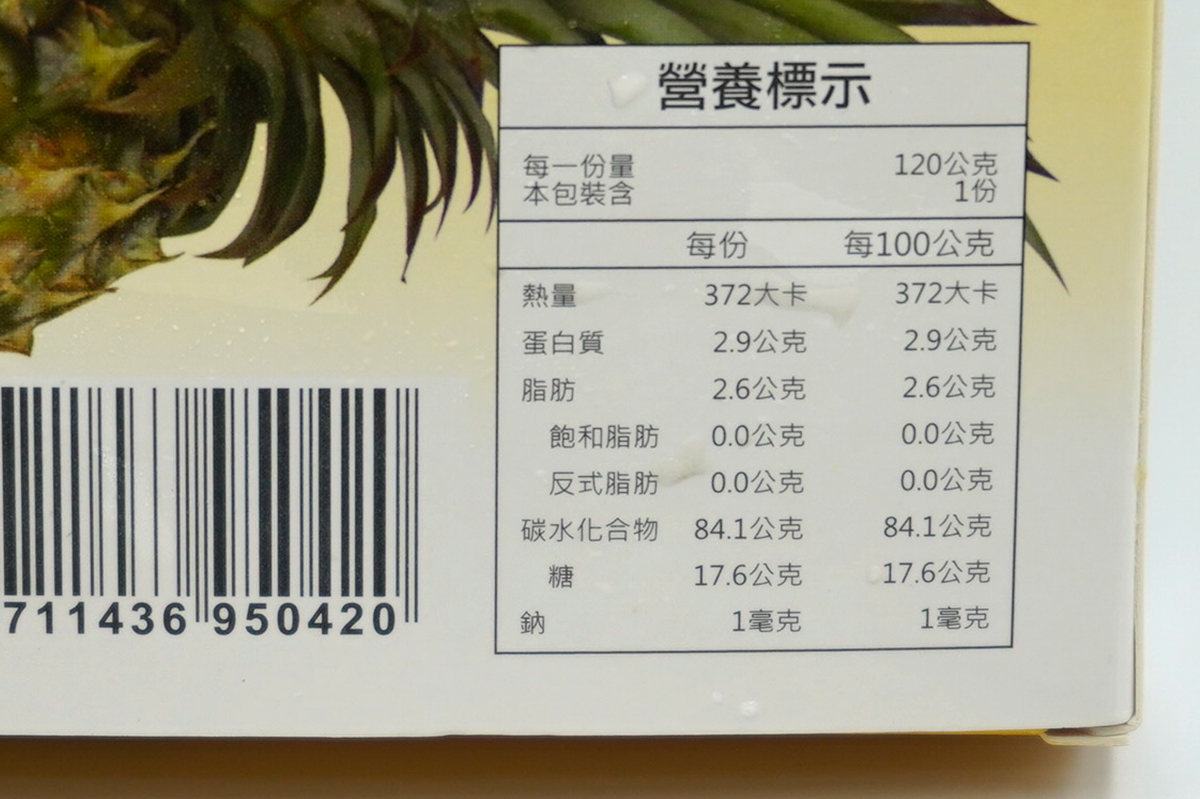 營養標示
每一份量 120公克
本包裝含 1份
每份 每100公克
熱量 372大卡 372大卡
蛋白質 2.9公克 2.9公克
脂肪 2.6公克 2.6公克
飽和脂肪 0.0公克 0.0公克
反式脂肪 0.0公克 0.0公克
碳水化合物 84.1公克 84.1公克
糖 17.6公克 17.6公克
鈉 1毫克 1毫克
711436 950420